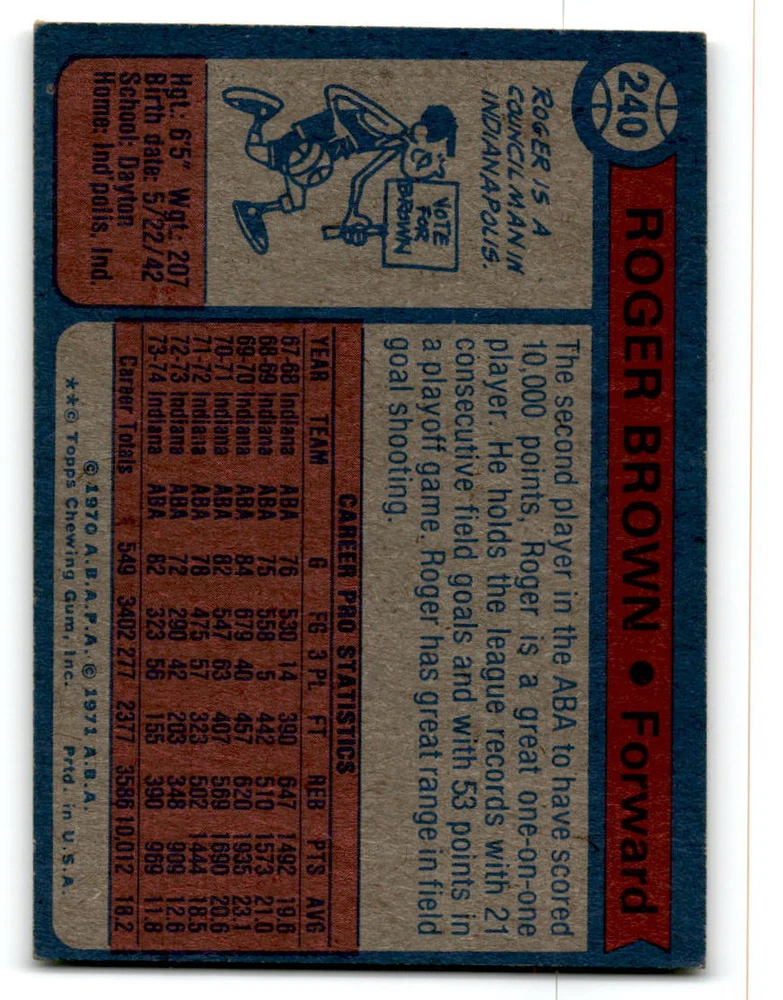 240
ROGER BROWN • Forward
ROGER IS A
COUNCILMAN IN
INDIANAPOLIS.
VOTE
FOR
BROWN
Hgt. 6'5" Wgt.: 207
Birth date: 5/22/42
School: Dayton
Home: Ind'polis, Ind.
The second player in the ABA to have scored
10,000 points, Roger is a great one-on-one
player. He holds the league records with 21
consecutive field goals and with 53 points in
a playoff game. Roger has great range in field
goal shooting.
CAREER PRO STATISTICS
YEAR TEAM G FG 3 Pt. FT REB PTS AVG
67-68 Indiana ABA 76 530 14 390 647 1492 19.6
68-69 Indiana ABA 75 558 5 442 510 1573 21.0
69-70 Indiana ABA 84 679 40 457 620 1935 23.1
70-71 Indiana ABA 82 547 63 407 569 1690 20.6
71-72 Indiana ABA 78 475 57 323 502 1444 18.5
72-73 Indiana ABA 72 290 42 203 348 909 12.6
73-74 Indiana ABA 82 323 56 155 390 969 11.8
Career Totals 549 3402 277 2377 3586 10,012 18.2
© 1970 A.B.A.P.A. © 1971 A.B.A.
**© Topps Chewing Gum, Inc. Prtd. in U.S.A.